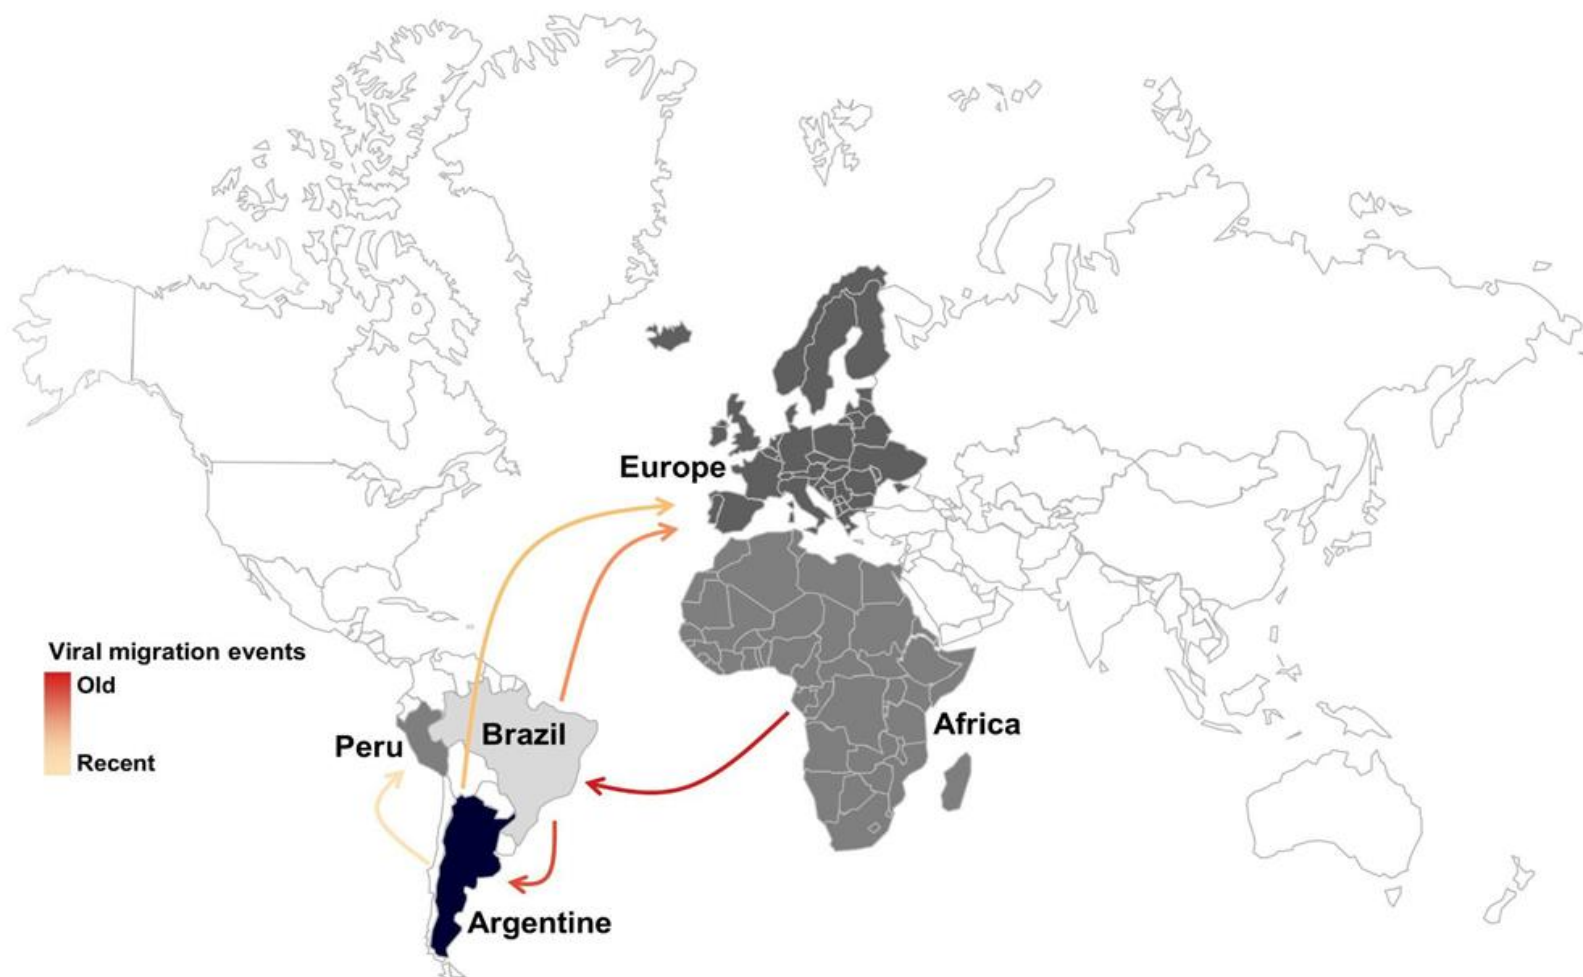 Europe
Viral migration events
Old
Recent
Peru
Brazil
Africa
Argentine